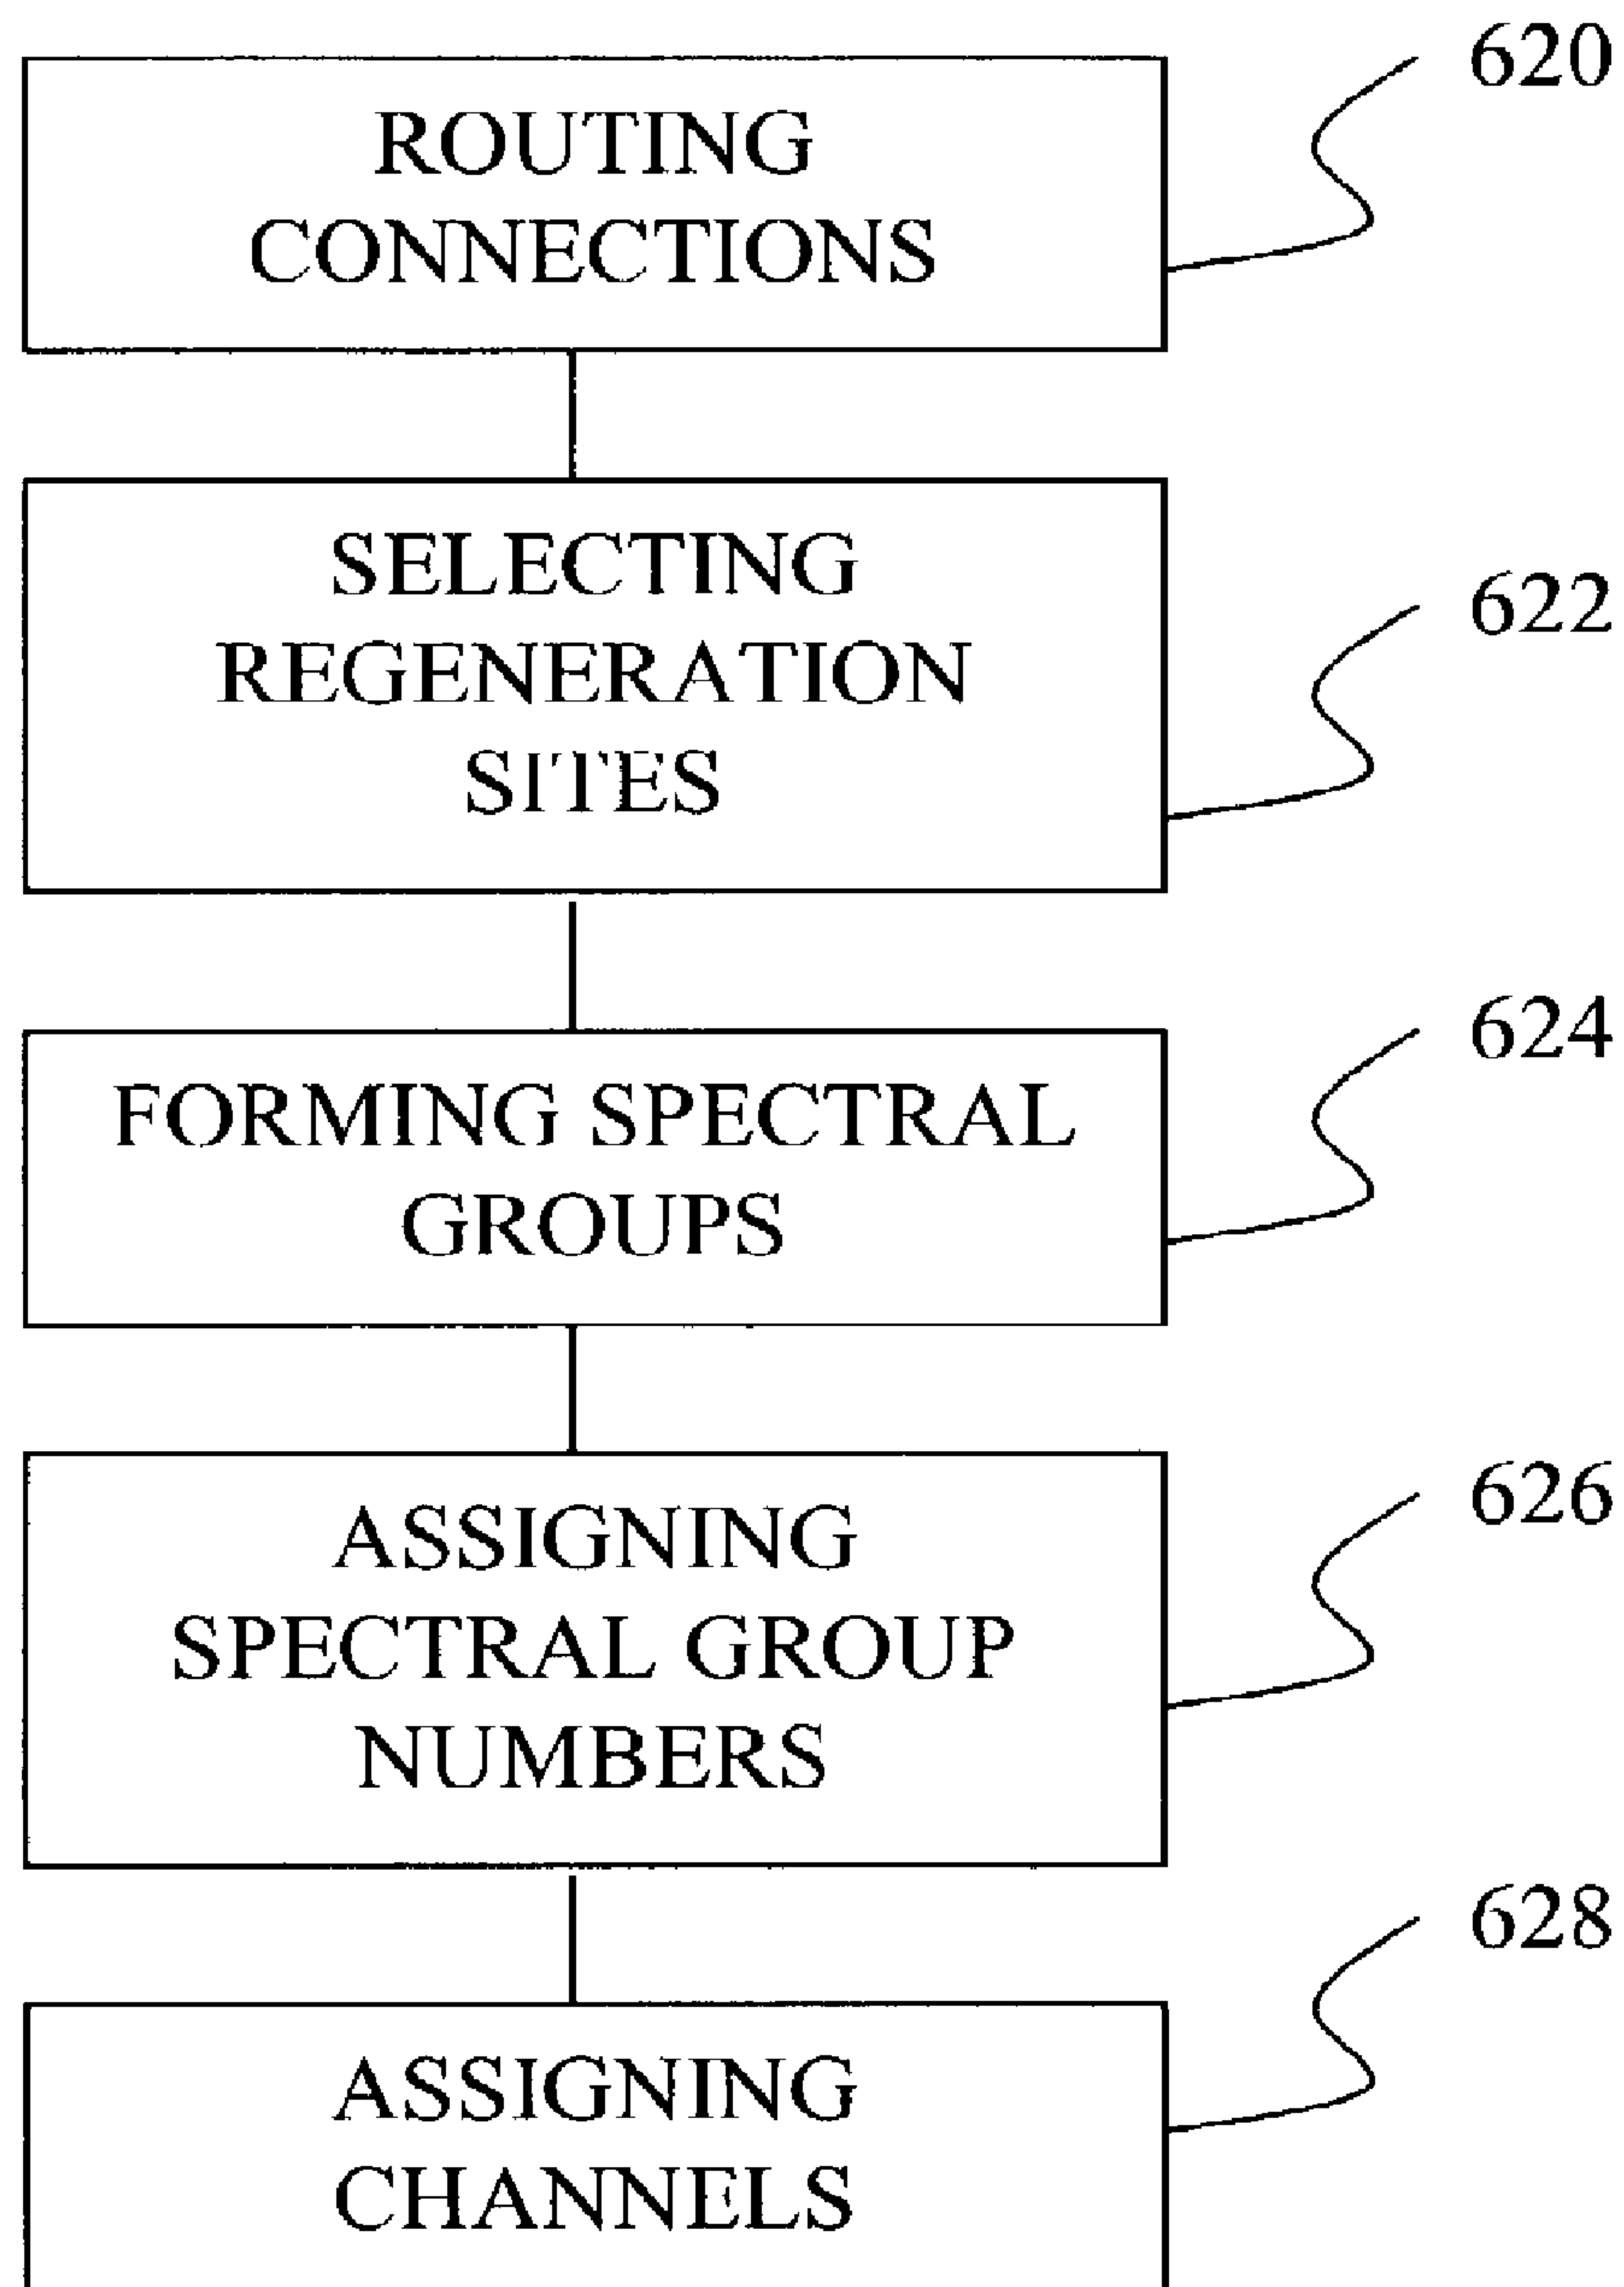 620
ROUTING
CONNECTIONS
SELECTING
REGENERATION
SITES
622
FORMING SPECTRAL
GROUPS
624
ASSIGNING
SPECTRAL GROUP
NUMBERS
626
ASSIGNING
CHANNELS
628